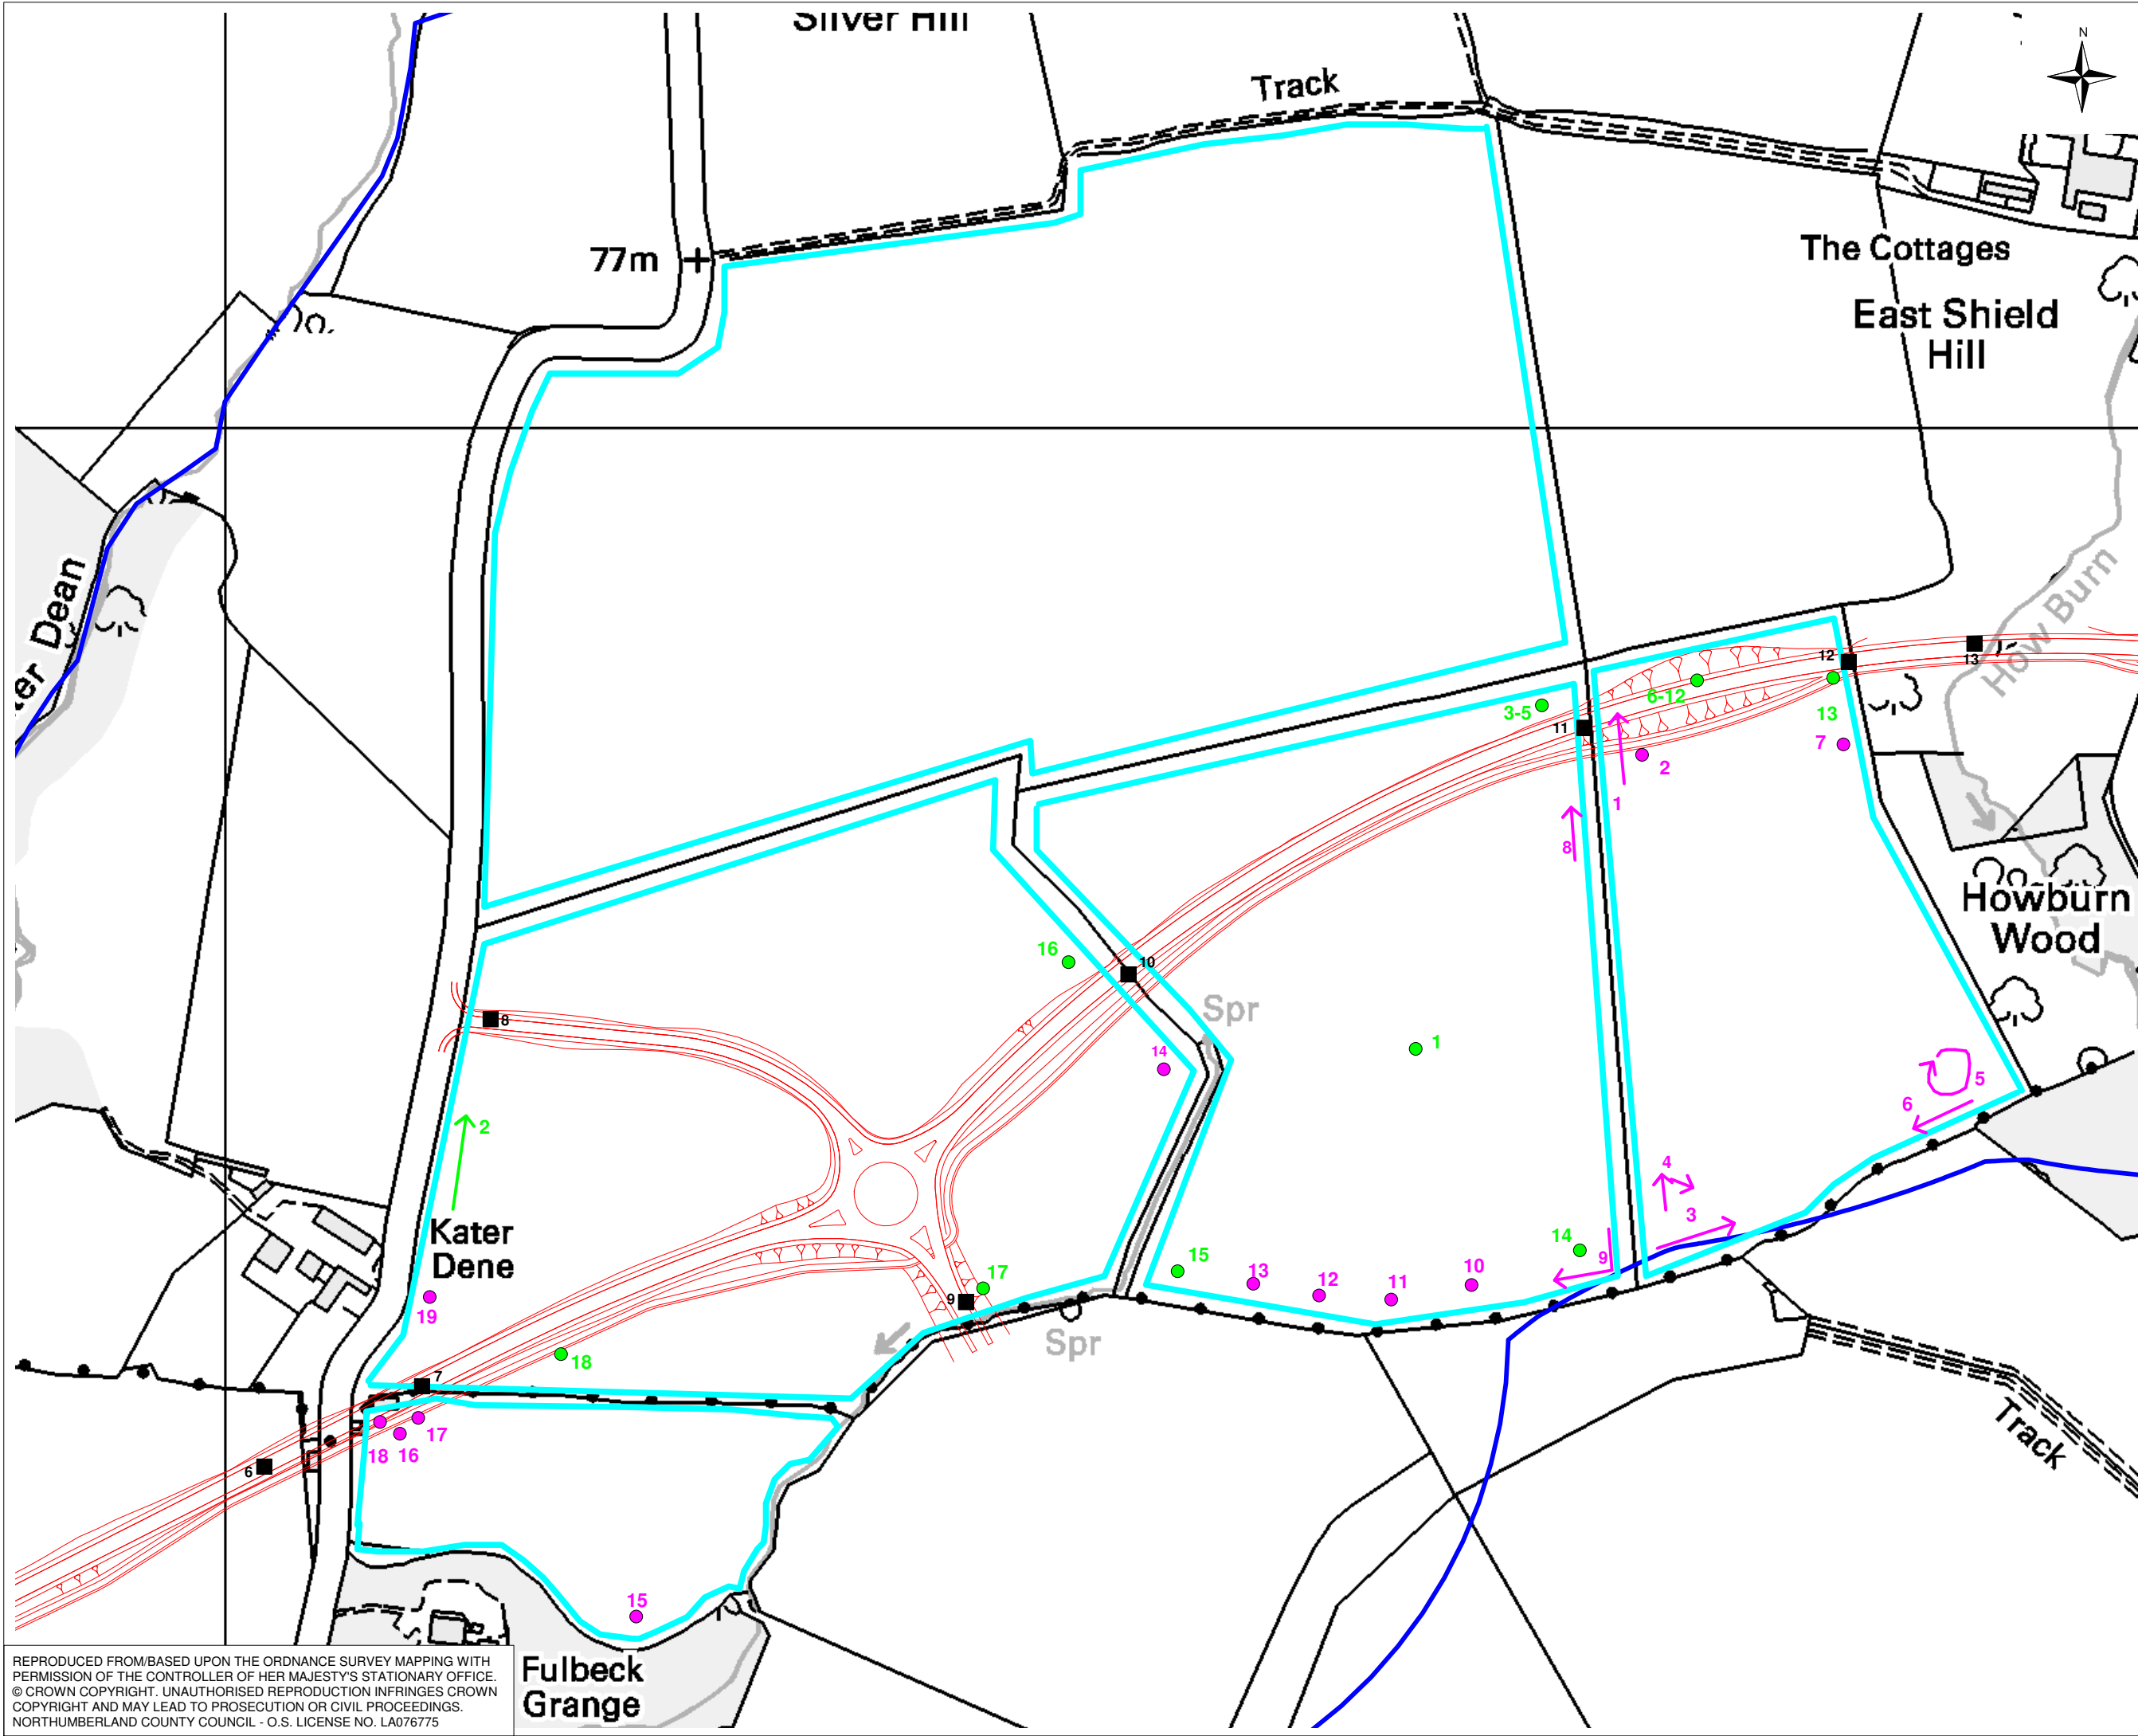 Silver Hill
N
Track
77m
The Cottages
East Shield
Hill
How Burn
er Dean
12
13
6-12
3-5
13
11
7
2
1
8
Howburn
Wood
16
10
Spr
8
1
14
5
6
2
4
3
Kater
Dene
14
9
15
13
12
11
10
17
9
19
Spr
18
7
17
18
16
6
Track
15
Fulbeck
Grange
REPRODUCED FROM/BASED UPON THE ORDNANCE SURVEY MAPPING WITH
PERMISSION OF THE CONTROLLER OF HER MAJESTY'S STATIONARY OFFICE.
© CROWN COPYRIGHT. UNAUTHORISED REPRODUCTION INFRINGES CROWN
COPYRIGHT AND MAY LEAD TO PROSECUTION OR CIVIL PROCEEDINGS.
NORTHUMBERLAND COUNTY COUNCIL - O.S. LICENSE NO. LA076775